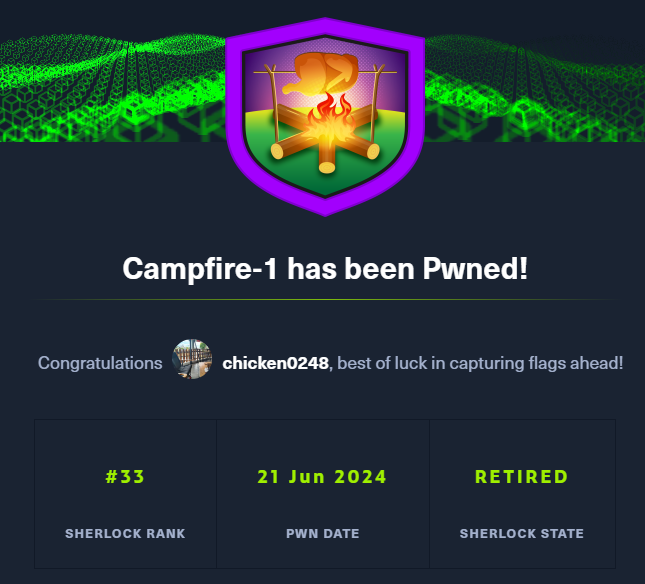 Campfire-1 has been Pwned!
Congratulations chicken0248, best of luck in capturing flags ahead!
#33
21 Jun 2024
RETIRED
SHERLOCK RANK
PWN DATE
SHERLOCK STATE